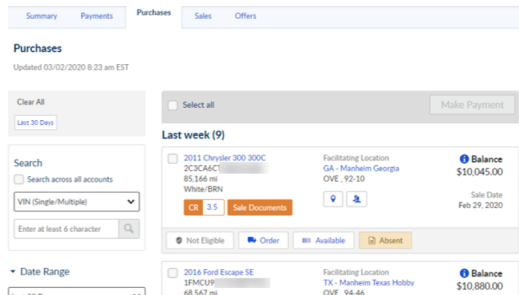 Summary
Payments
Purchases
Sales
Offers
Purchases
Updated 03/02/2020 8:23 am EST
Clear All
Last 30 Days
Search
Search across all accounts
VIN (Single/Multiple)
Enter at least 6 character
Date Range
Select all
Make Payment
Last week (9)
2011 Chrysler 300 300C
2C3CA6C
85,166 mi
White/BRN
CR 3.5 Sale Documents
Facilitating Location
GA - Manheim Georgia
OVE , 92-10
Balance
$10,045.00
Sale Date
Feb 29, 2020
Not Eligible
Order
Available
Absent
2016 Ford Escape SE
1FMCU9
68,567 mi
Facilitating Location
TX - Manheim Texas Hobby
OVE , 94-46
Balance
$10,880.00